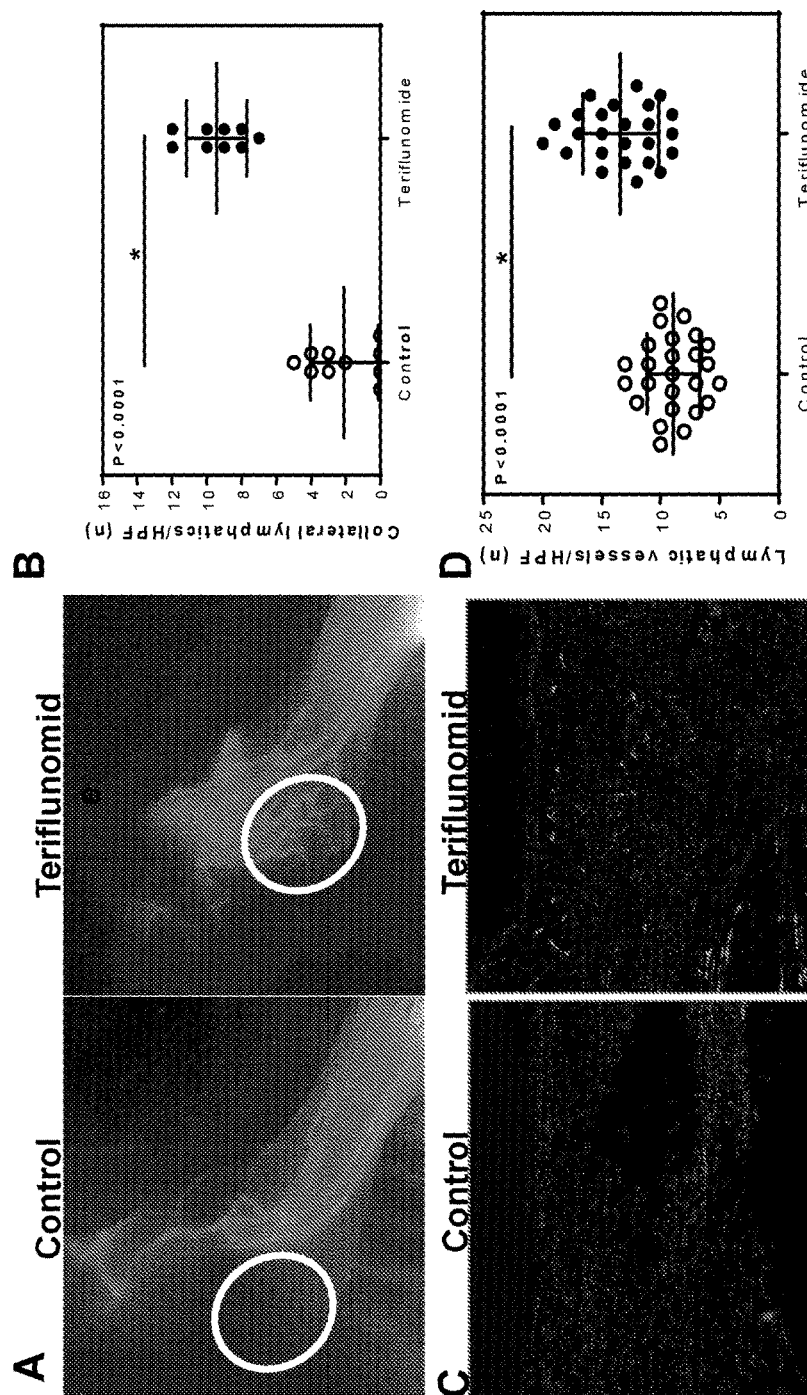 A
Control
Teriflunomid
B
P<0.0001
*
16
14
12
10
8
6
4
2
0
Collateral lymphatics/HPF (n)
Control
Teriflunomide
C
Control
Teriflunomid
D
P<0.0001
*
25
20
15
10
5
0
Lymphatic vessels/HPF (n)
Control
Teriflunomide